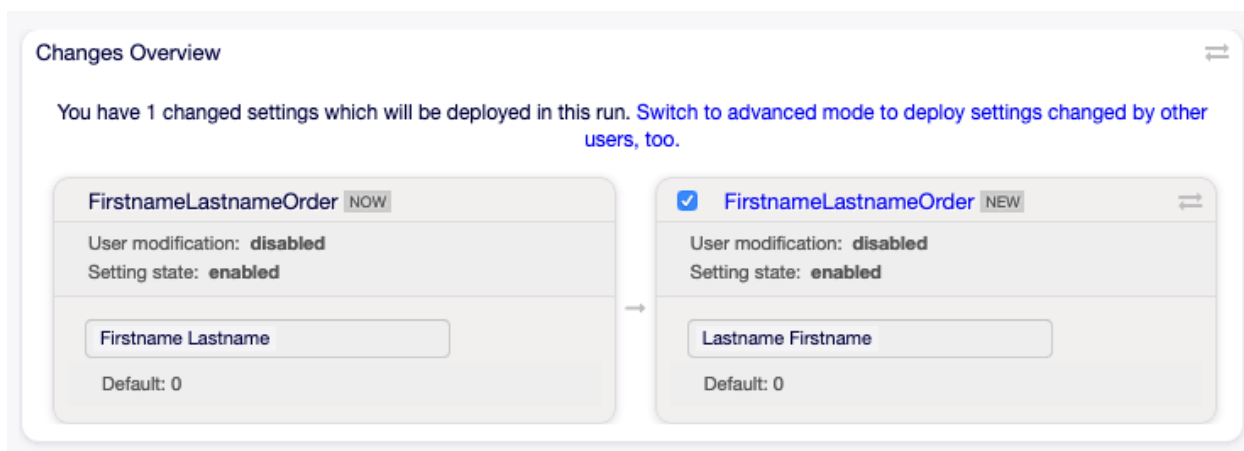 Changes Overview
You have 1 changed settings which will be deployed in this run. Switch to advanced mode to deploy settings changed by other
users, too.
FirstnameLastnameOrder NOW
User modification: disabled
Setting state: enabled
Firstname Lastname
Default: 0
FirstnameLastnameOrder NEW
User modification: disabled
Setting state: enabled
Lastname Firstname
Default: 0